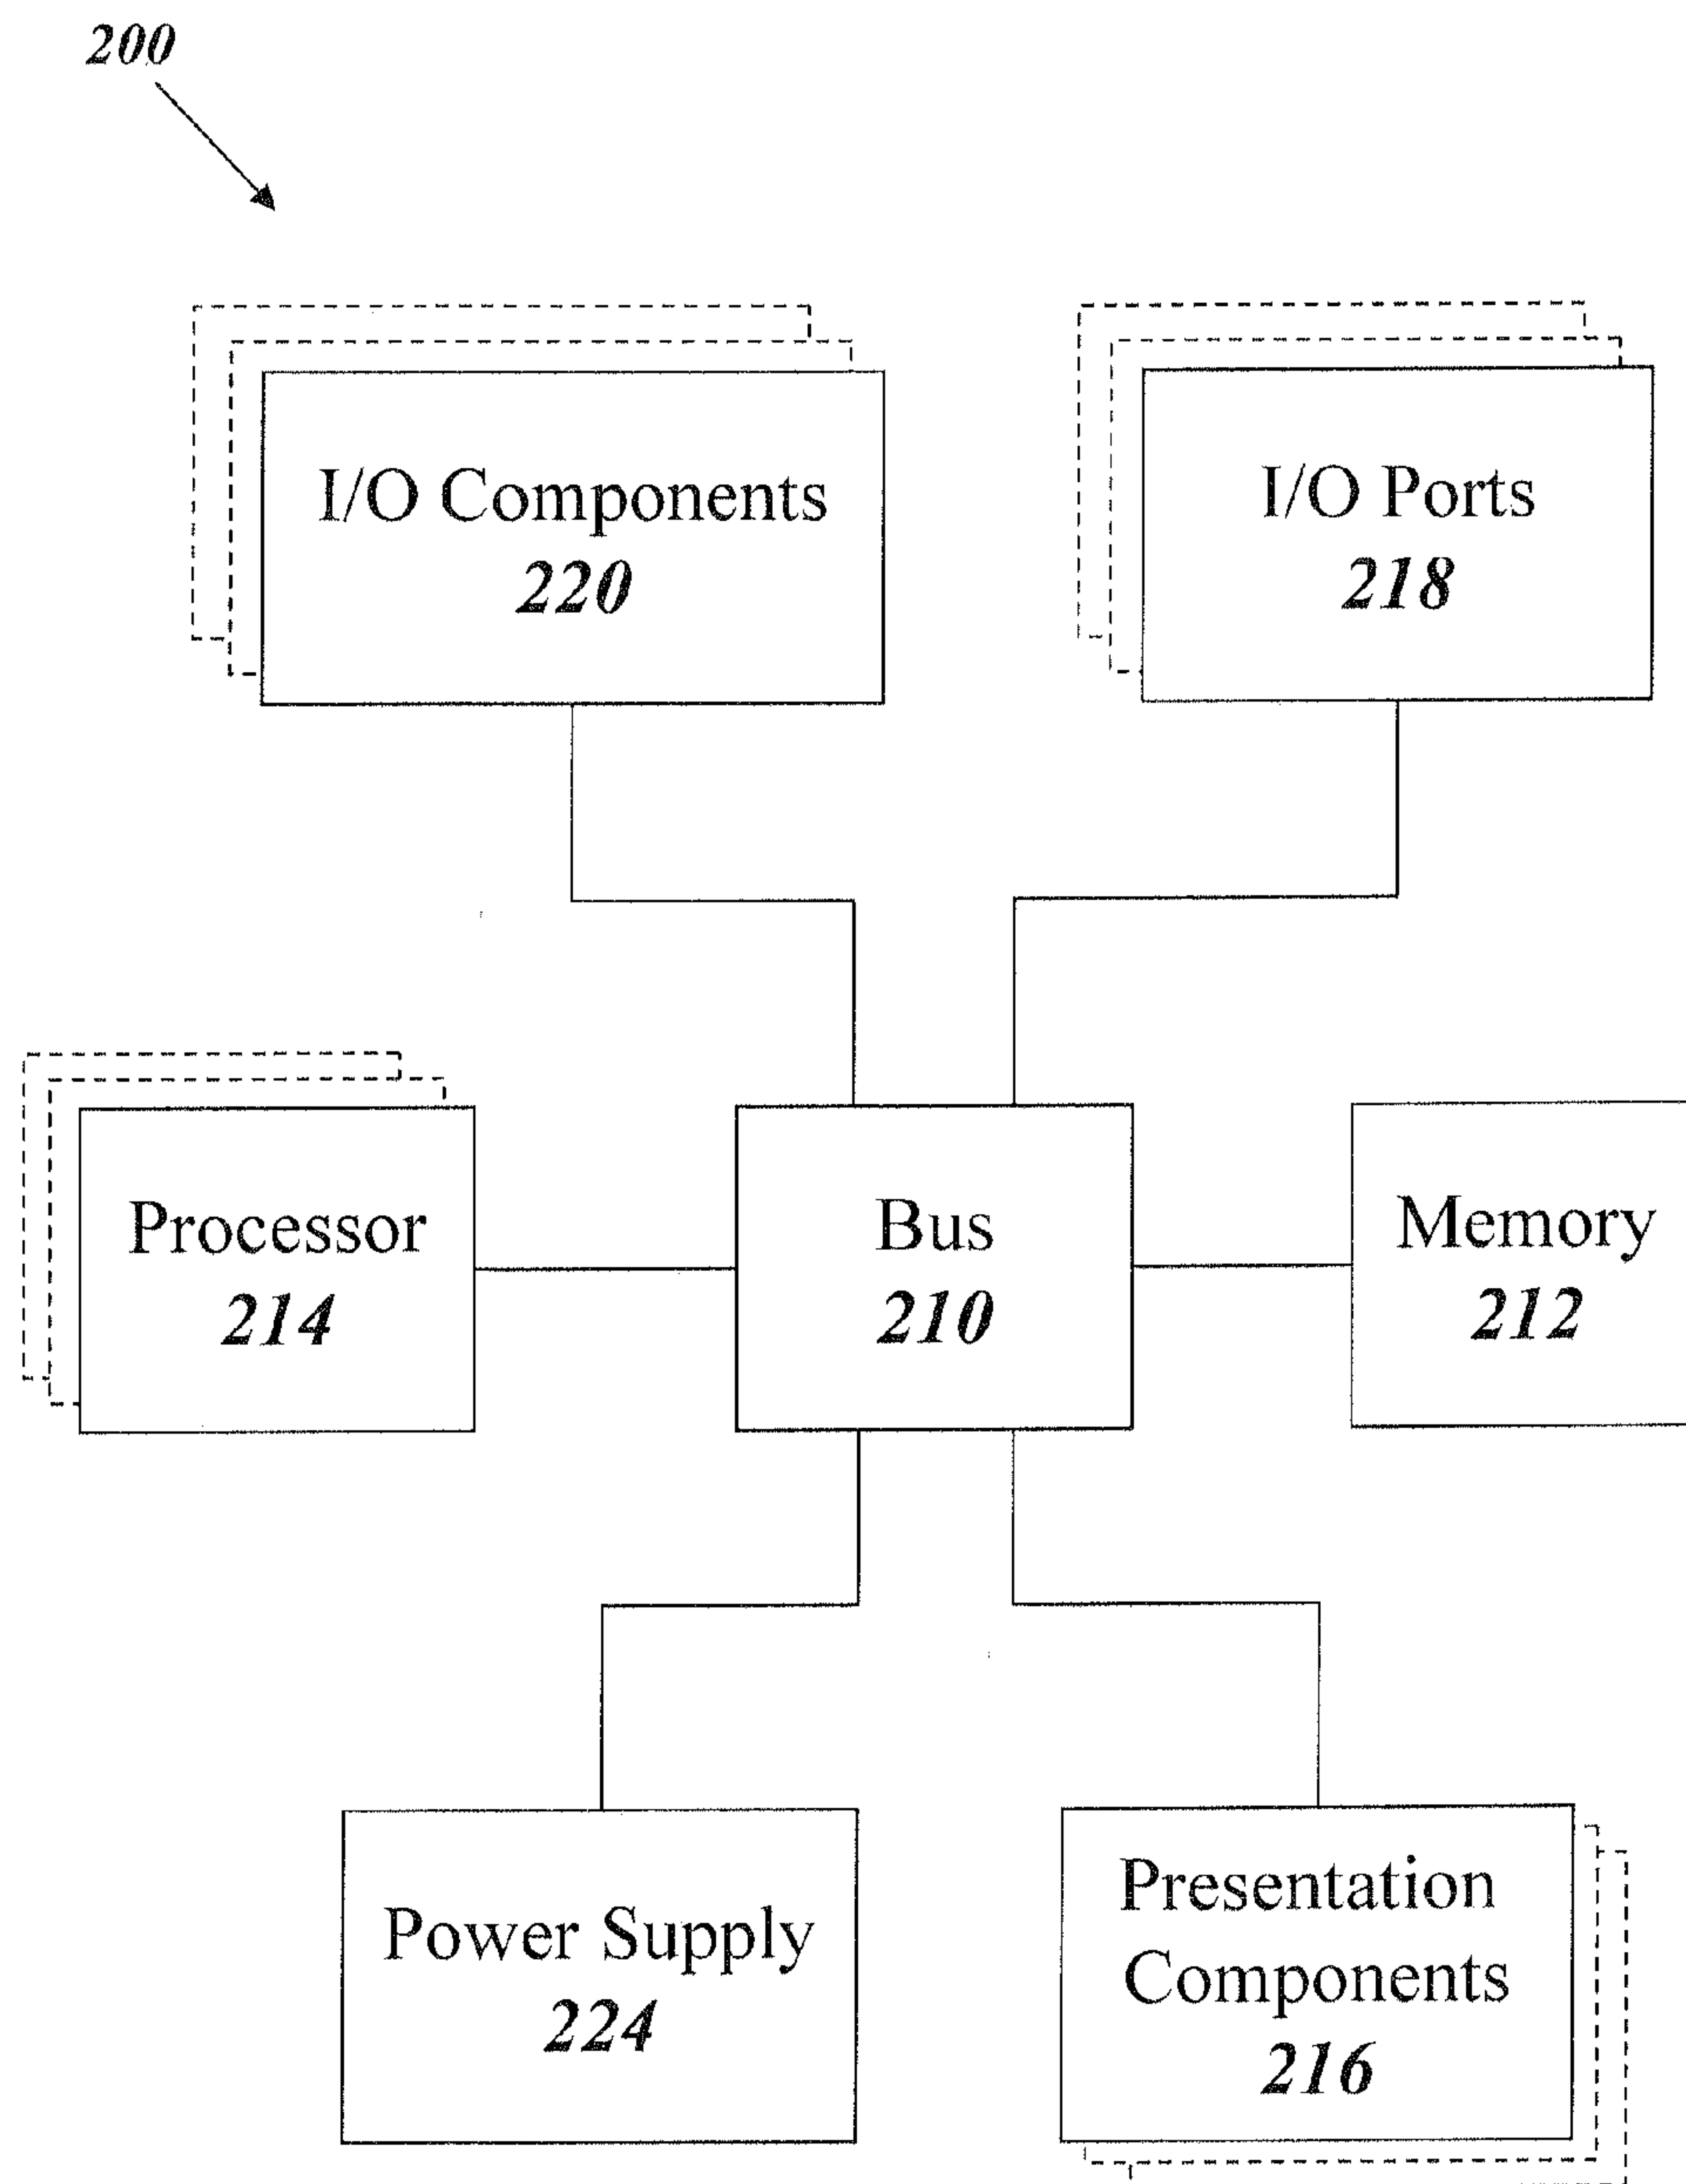 200
I/O Components
220
I/O Ports
218
Processor
214
Bus
210
Memory
212
Power Supply
224
Presentation
Components
216